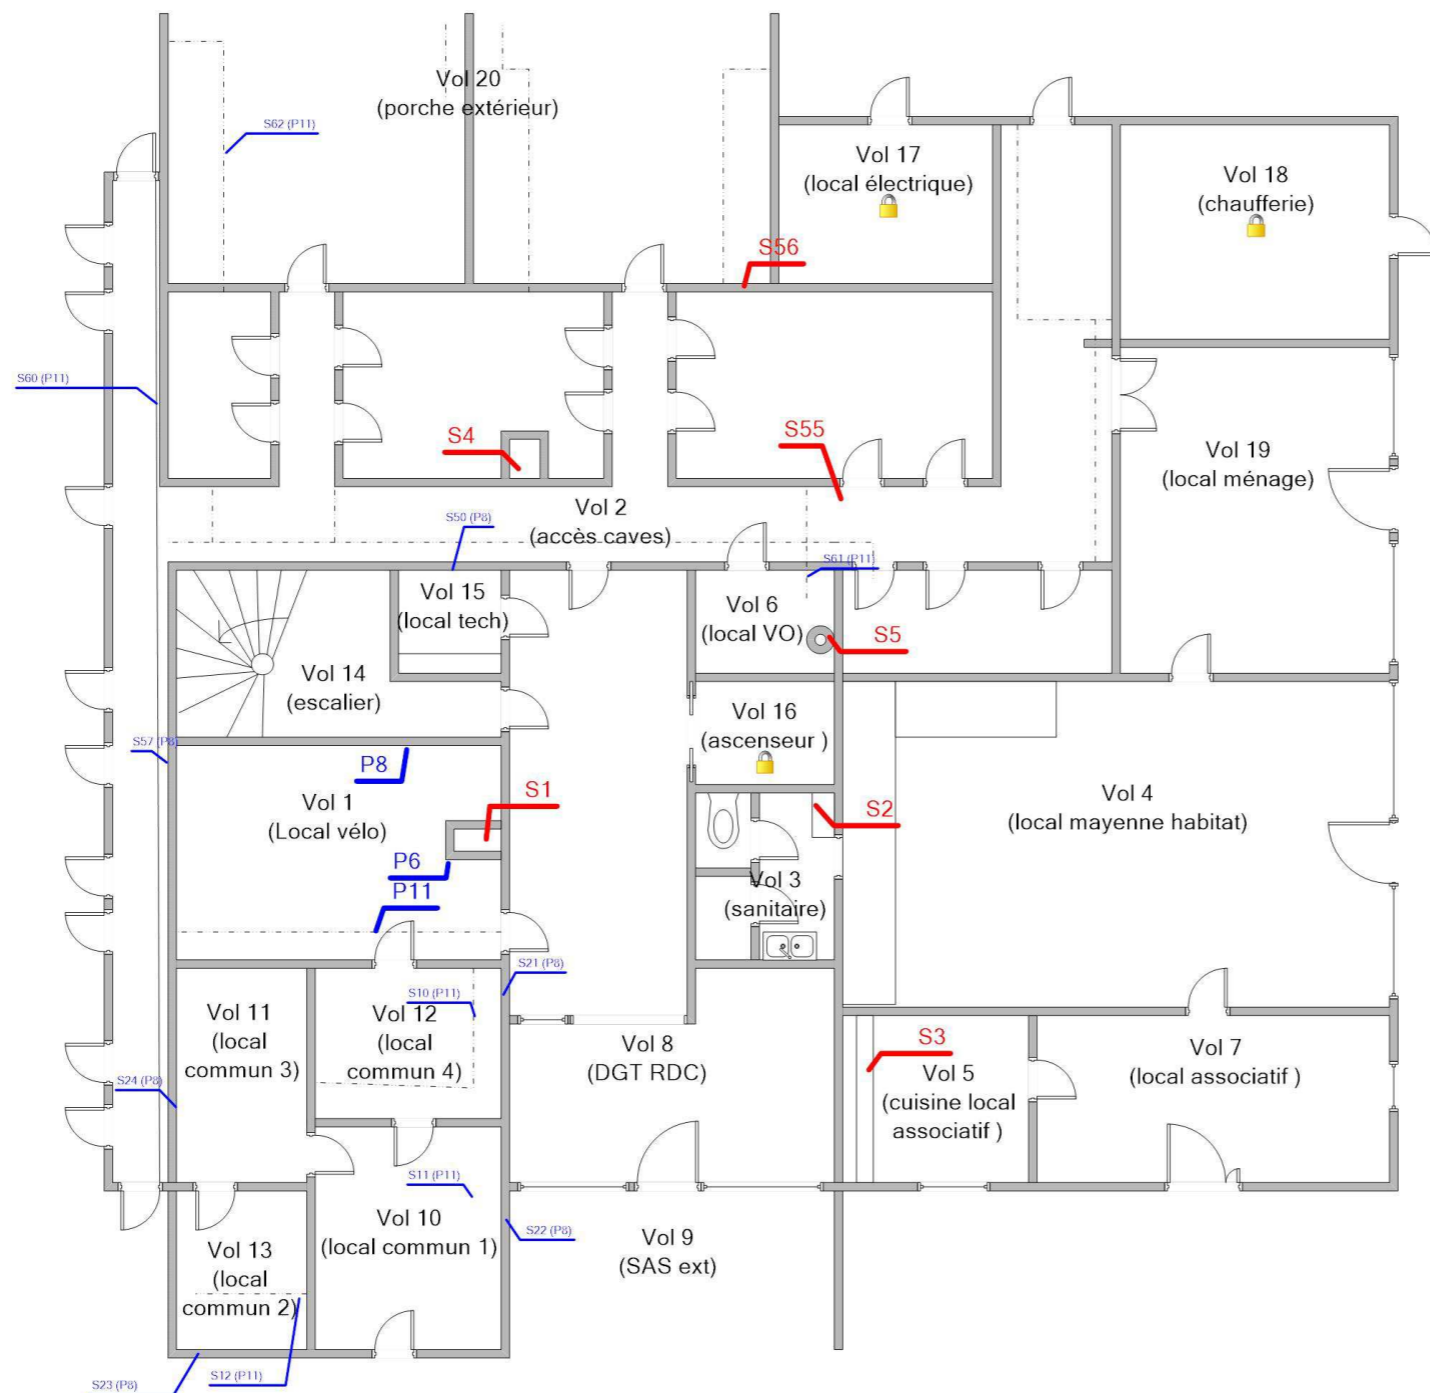 Vol 20
(porche extérieur)
S62 (P11)
Vol 17
(local électrique)
Vol 18
(chaufferie)
S56
S60 (P11)
S4
S55
Vol 19
(local ménage)
Vol 2
(accès caves)
S50 (P8)
S61 (P11)
Vol 15
(local tech)
Vol 6
(local VO)
S5
Vol 14
(escalier)
Vol 16
(ascenseur )
S57 (P8)
P8
S1
Vol 1
(Local vélo)
S2
Vol 4
(local mayenne habitat)
P6
P11
Vol 3
(sanitaire)
S21 (P8)
S10 (P11)
Vol 11
(local
commun 3)
Vol 12
(local
commun 4)
Vol 8
(DGT RDC)
S3
Vol 5
(cuisine local
associatif )
Vol 7
(local associatif )
S24 (P8)
S11 (P11)
Vol 10
(local commun 1)
S22 (P8)
Vol 9
(SAS ext)
Vol 13
(local
commun 2)
S12 (P11)
S23 (P8)